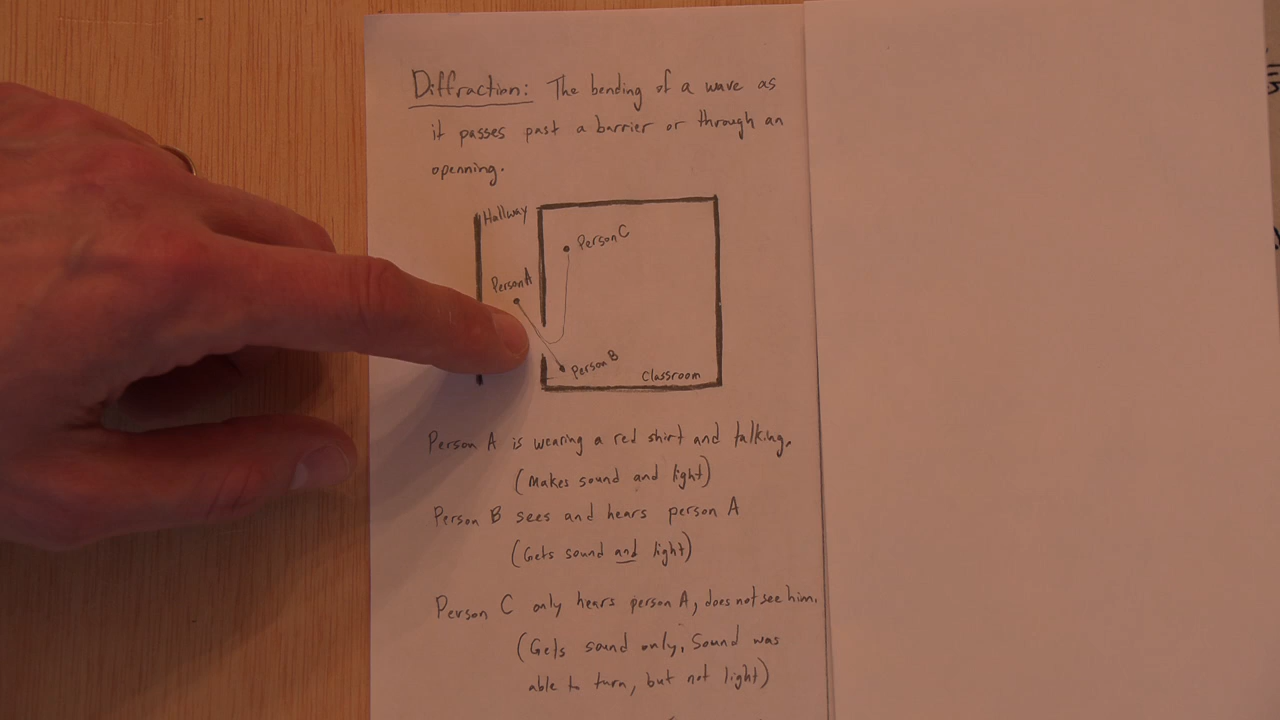 Diffraction: The bending of a wave as
it passes past a barrier or through an
openning.
Hallway
Person C
Person A
Person B
Classroom
Person A is wearing a red shirt and talking.
(Makes sound and light)
Person B sees and hears person A
(Gets sound and light)
Person C only hears person A, does not see him.
(Gets sound only, Sound was
able to turn, but not light)